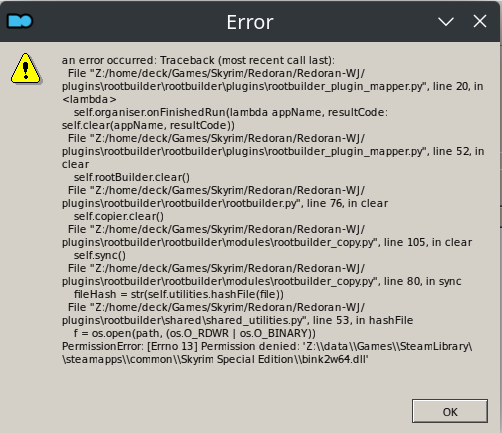 Error
an error occurred: Traceback (most recent call last):
File "Z:/home/deck/Games/Skyrim/Redoran/Redoran-WJ/
plugins\rootbuilder\rootbuilder\plugins\rootbuilder_plugin_mapper.py", line 20, in
<lambda>
self.organiser.onFinishedRun(lambda appName, resultCode:
self.clear(appName, resultCode))
File "Z:/home/deck/Games/Skyrim/Redoran/Redoran-WJ/
plugins\rootbuilder\rootbuilder\plugins\rootbuilder_plugin_mapper.py", line 52, in
clear
self.rootBuilder.clear()
File "Z:/home/deck/Games/Skyrim/Redoran/Redoran-WJ/
plugins\rootbuilder\rootbuilder\rootbuilder.py", line 76, in clear
self.copier.clear()
File "Z:/home/deck/Games/Skyrim/Redoran/Redoran-WJ/
plugins\rootbuilder\rootbuilder\modules\rootbuilder_copy.py", line 105, in clear
self.sync()
File "Z:/home/deck/Games/Skyrim/Redoran/Redoran-WJ/
plugins\rootbuilder\rootbuilder\modules\rootbuilder_copy.py", line 80, in sync
fileHash = str(self.utilities.hashFile(file))
File "Z:/home/deck/Games/Skyrim/Redoran/Redoran-WJ/
plugins\rootbuilder\shared\shared_utilities.py", line 53, in hashFile
f = os.open(path, (os.O_RDWR | os.O_BINARY))
PermissionError: [Errno 13] Permission denied: 'Z:\\data\\Games\\SteamLibrary\
\steamapps\\common\\Skyrim Special Edition\\bink2w64.dll'
OK